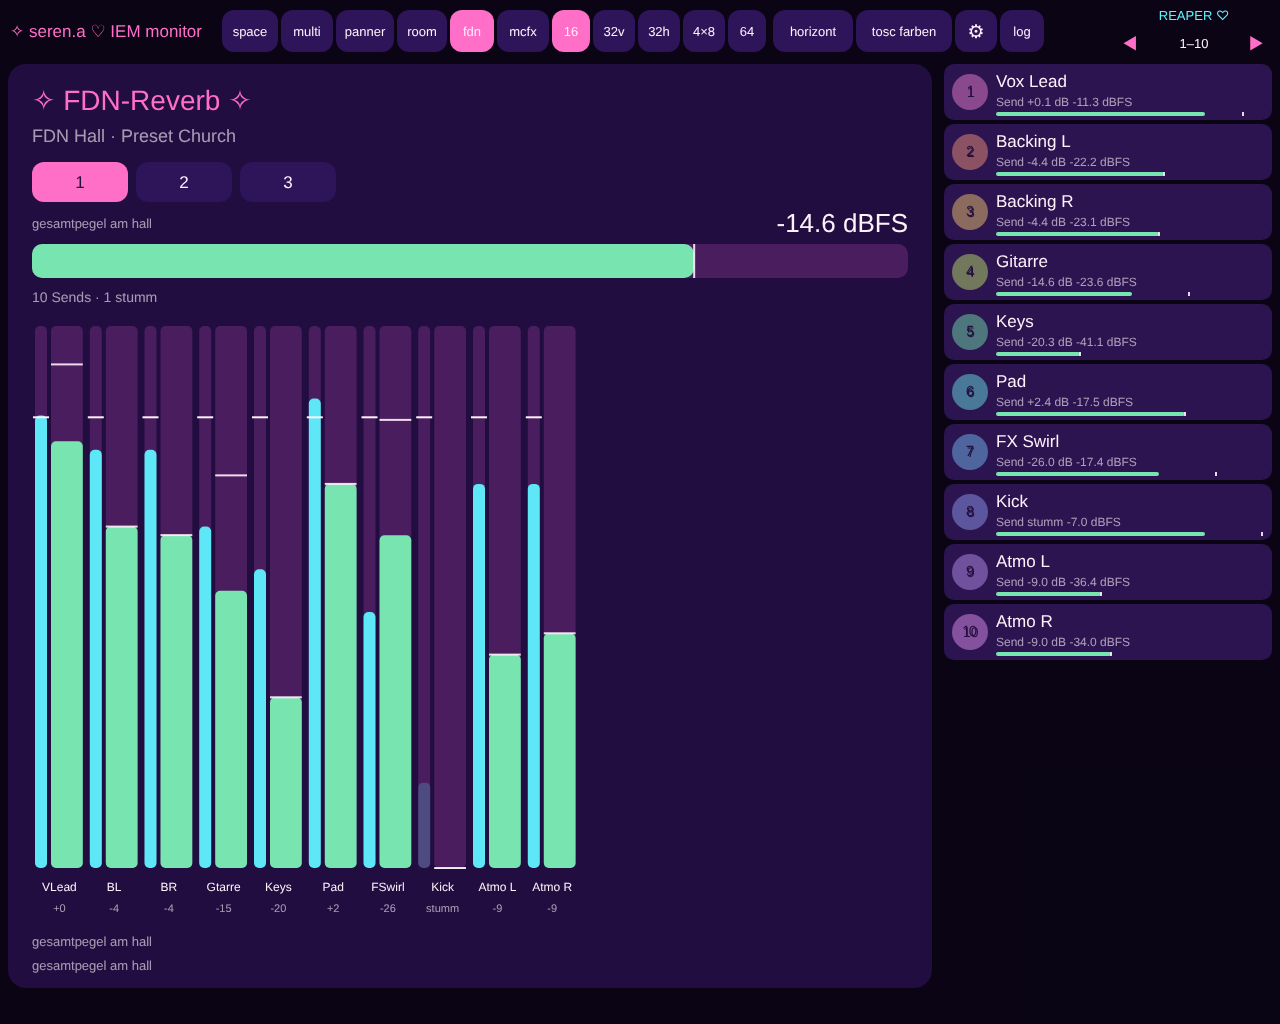 ✧ seren.a ♡ IEM monitor
space multi panner room fdn mcfx 16 32v 32h 4×8 64 horizont tosc farben ⚙ log
REAPER ♡
◀ 1–10 ▶
✧ FDN-Reverb ✧
FDN Hall · Preset Church
1 2 3
gesamtpegel am hall
-14.6 dBFS
10 Sends · 1 stumm
VLead BL BR Gtarre Keys Pad FSwirl Kick Atmo L Atmo R
+0 -4 -4 -15 -20 +2 -26 stumm -9 -9
gesamtpegel am hall
gesamtpegel am hall
1
Vox Lead
Send +0.1 dB -11.3 dBFS
2
Backing L
Send -4.4 dB -22.2 dBFS
3
Backing R
Send -4.4 dB -23.1 dBFS
4
Gitarre
Send -14.6 dB -23.6 dBFS
5
Keys
Send -20.3 dB -41.1 dBFS
6
Pad
Send +2.4 dB -17.5 dBFS
7
FX Swirl
Send -26.0 dB -17.4 dBFS
8
Kick
Send stumm -7.0 dBFS
9
Atmo L
Send -9.0 dB -36.4 dBFS
10
Atmo R
Send -9.0 dB -34.0 dBFS